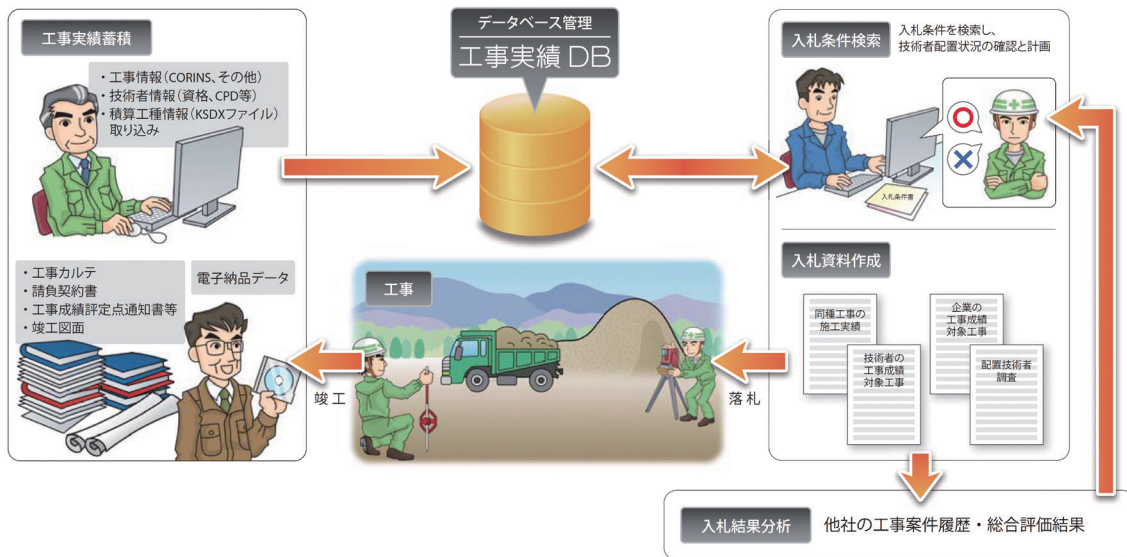 工事実績蓄積
・工事情報（CORINS、その他）
・技術者情報（資格、CPD等）
・積算工種情報（KSDXファイル）
取り込み
データベース管理
工事実績 DB
入札条件検索
入札条件を検索し、
技術者配置状況の確認と計画
入札条件書
・工事カルテ
・請負契約書
・工事成績評定点通知書等
・竣工図面
電子納品データ
竣工
工事
落札
入札資料作成
同種工事の
施工実績
技術者の
工事成績
対象工事
企業の
工事成績
対象工事
配置技術者
調査
入札結果分析
他社の工事案件履歴・総合評価結果